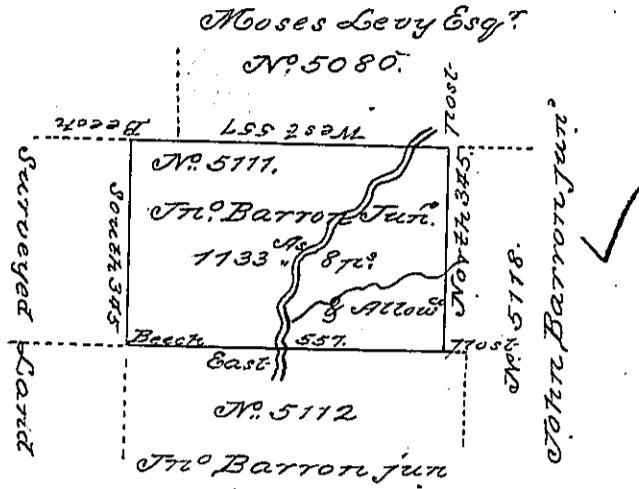 Moses Levy Esqr.
No. 5080.
Beech
West 557
Post
No. 5111.
Jno. Barron Junr.
1133 As 8 ps.
& Allowce
South 345
North 345
Beech
557.
Post
East
No. 5112
Jno Barron jun
Surveyed Land
No. 5118.
John Barron Junr.